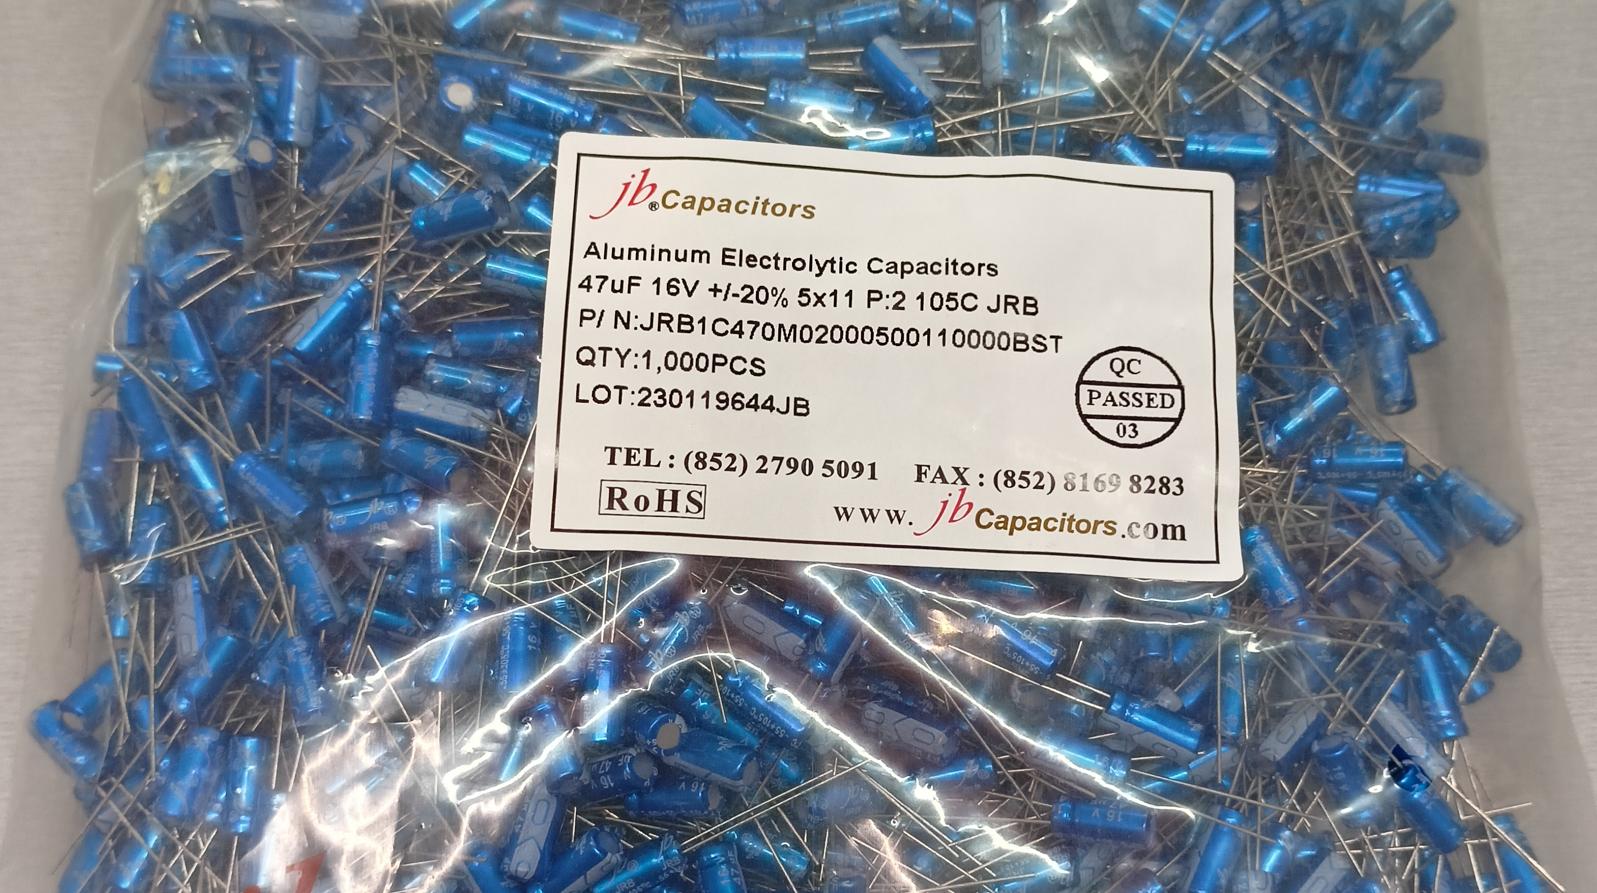 jb®Capacitors
Aluminum Electrolytic Capacitors
47uF 16V +/-20% 5x11 P:2 105C JRB
P/ N:JRB1C470M02000500110000BST
QTY:1,000PCS
LOT:230119644JB
QC
PASSED
03
TEL : (852) 2790 5091 FAX : (852) 8169 8283
RoHS
www.jbCapacitors.com